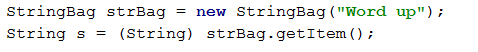 StringBag strBag = new StringBag("Word up");
String s = (String) strBag.getItem();